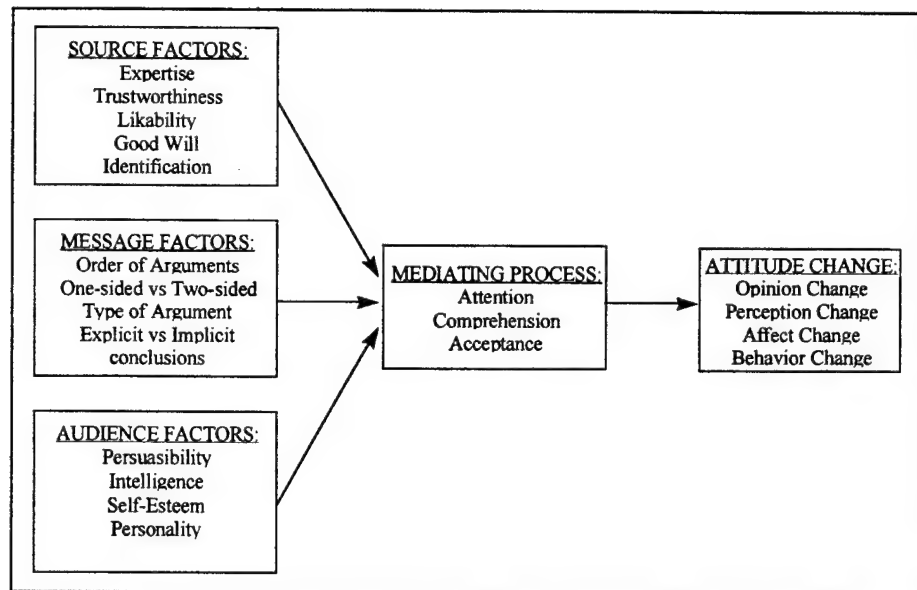 SOURCE FACTORS:
Expertise
Trustworthiness
Likability
Good Will
Identification
MESSAGE FACTORS:
Order of Arguments
One-sided vs Two-sided
Type of Argument
Explicit vs Implicit
conclusions
AUDIENCE FACTORS:
Persuasibility
Intelligence
Self-Esteem
Personality
MEDIATING PROCESS:
Attention
Comprehension
Acceptance
ATTITUDE CHANGE:
Opinion Change
Perception Change
Affect Change
Behavior Change